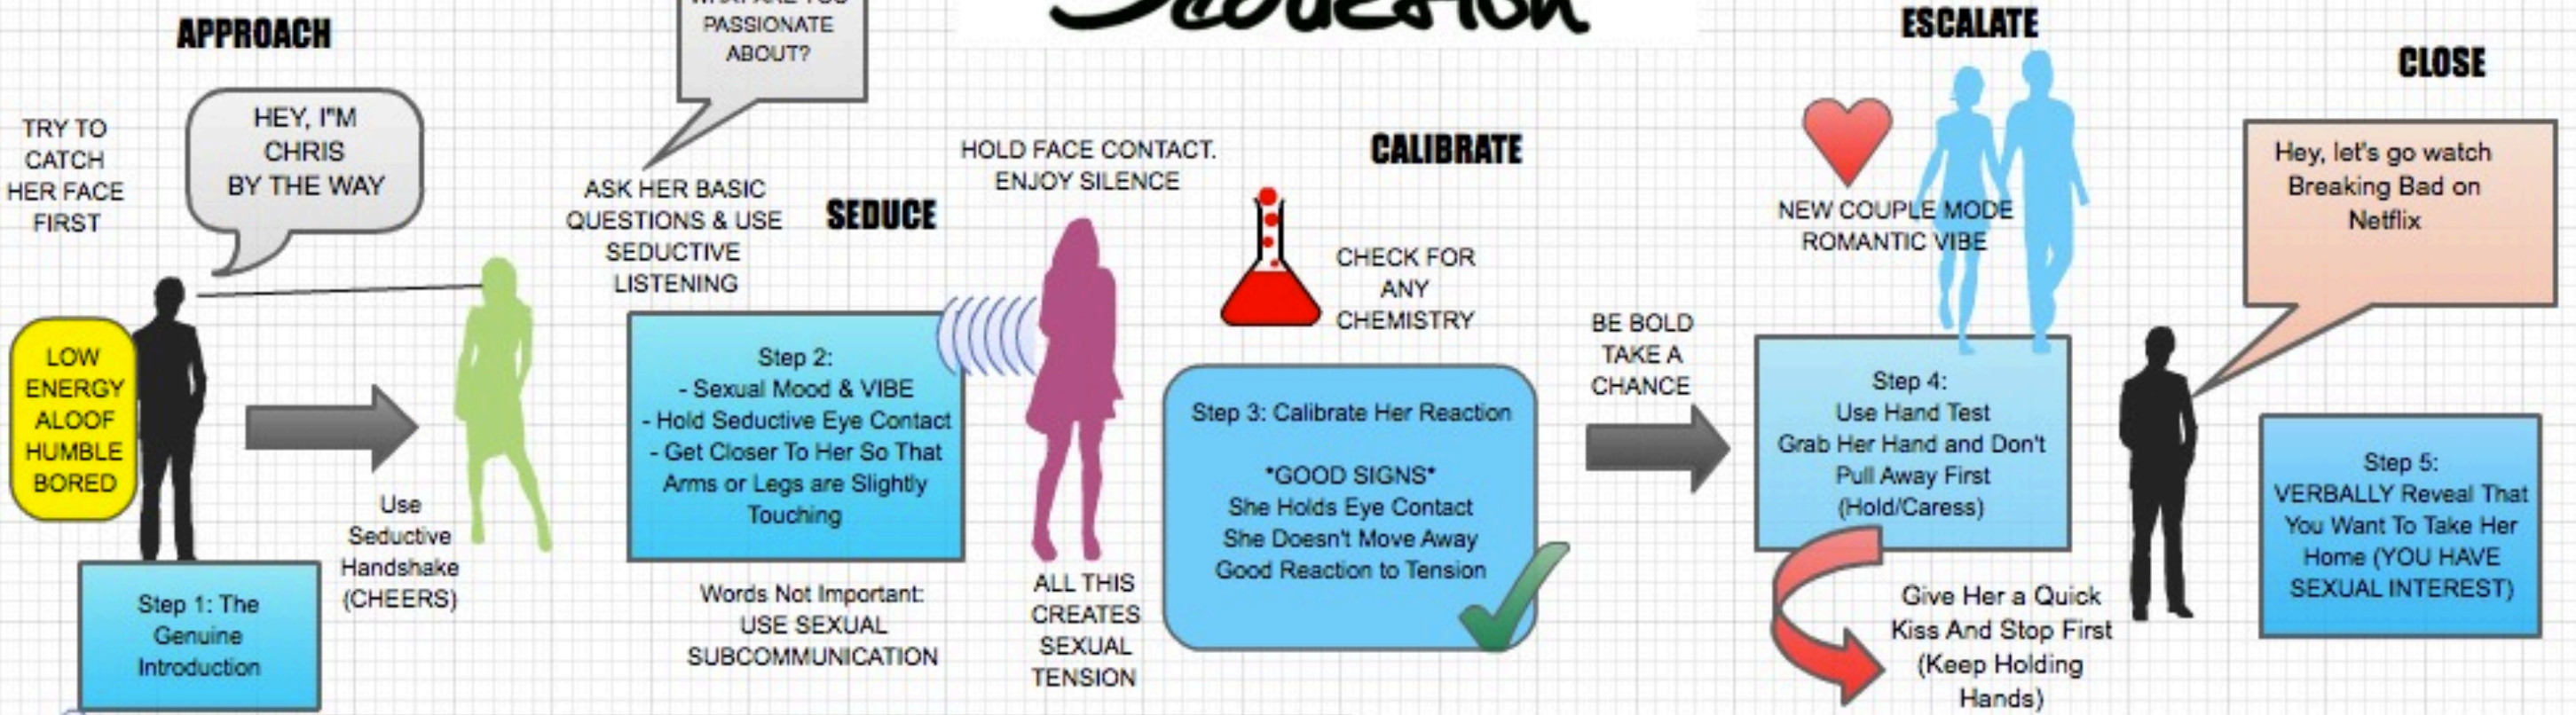 APPROACH
TRY TO
CATCH
HER FACE
FIRST
HEY, I"M
CHRIS
BY THE WAY
LOW
ENERGY
ALOOF
HUMBLE
BORED
Use
Seductive
Handshake
(CHEERS)
Step 1: The
Genuine
Introduction
WHAT ARE YOU
PASSIONATE
ABOUT?
ASK HER BASIC
QUESTIONS & USE
SEDUCTIVE
LISTENING
SEDUCE
Step 2:
- Sexual Mood & VIBE
- Hold Seductive Eye Contact
- Get Closer To Her So That
Arms or Legs are Slightly
Touching
Words Not Important:
USE SEXUAL
SUBCOMMUNICATION
HOLD FACE CONTACT.
ENJOY SILENCE
ALL THIS
CREATES
SEXUAL
TENSION
CALIBRATE
CHECK FOR
ANY
CHEMISTRY
Step 3: Calibrate Her Reaction
*GOOD SIGNS*
She Holds Eye Contact
She Doesn't Move Away
Good Reaction to Tension
BE BOLD
TAKE A
CHANCE
ESCALATE
NEW COUPLE MODE
ROMANTIC VIBE
Step 4:
Use Hand Test
Grab Her Hand and Don't
Pull Away First
(Hold/Caress)
Give Her a Quick
Kiss And Stop First
(Keep Holding
Hands)
CLOSE
Hey, let's go watch
Breaking Bad on
Netflix
Step 5:
VERBALLY Reveal That
You Want To Take Her
Home (YOU HAVE
SEXUAL INTEREST)